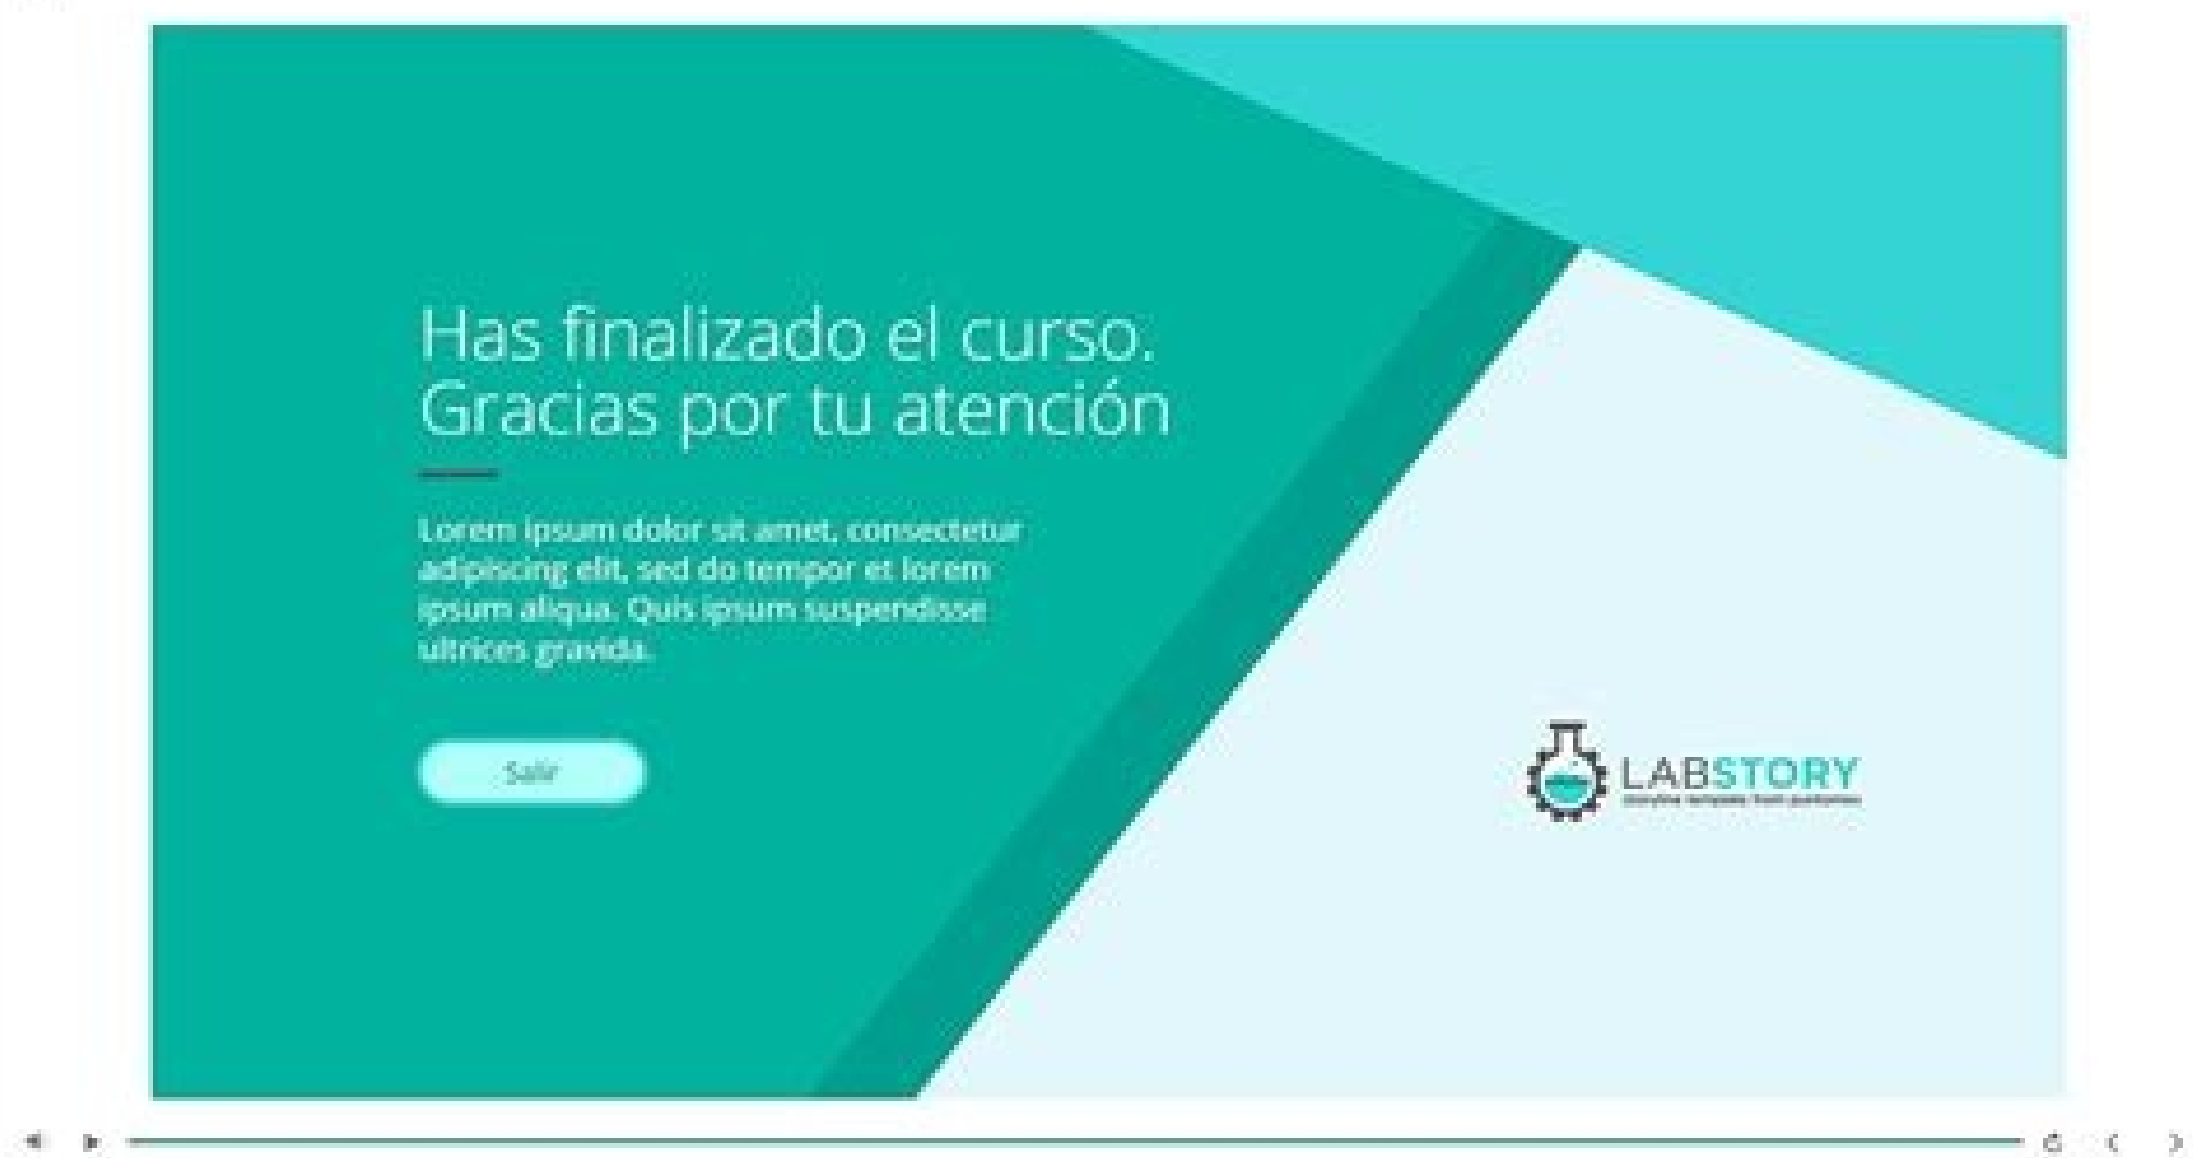 Has finalizado el curso.
Gracias por tu atención
Lorem ipsum dolor sit amet, consectetur
adipiscing elit, sed do tempor et lorem
ipsum aliqua. Quis ipsum suspendisse
ultrices gravida.
Salir
LABSTORY